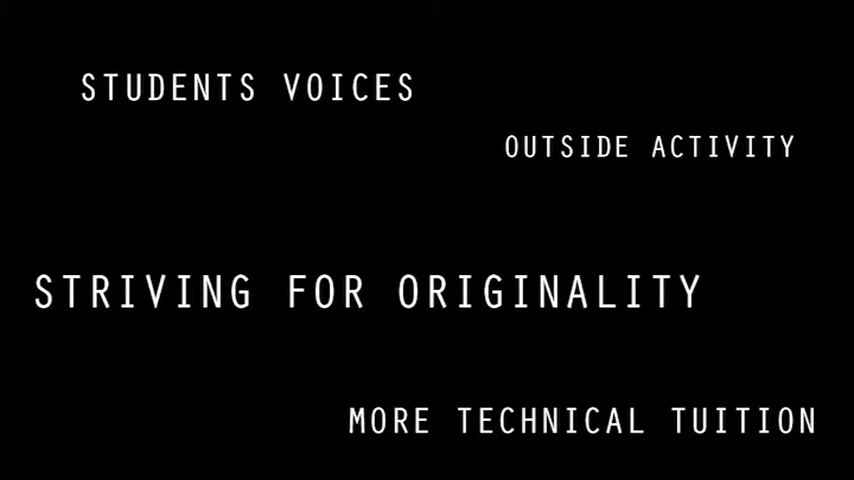 STUDENTS VOICES
OUTSIDE ACTIVITY
STRIVING FOR ORIGINALITY
MORE TECHNICAL TUITION